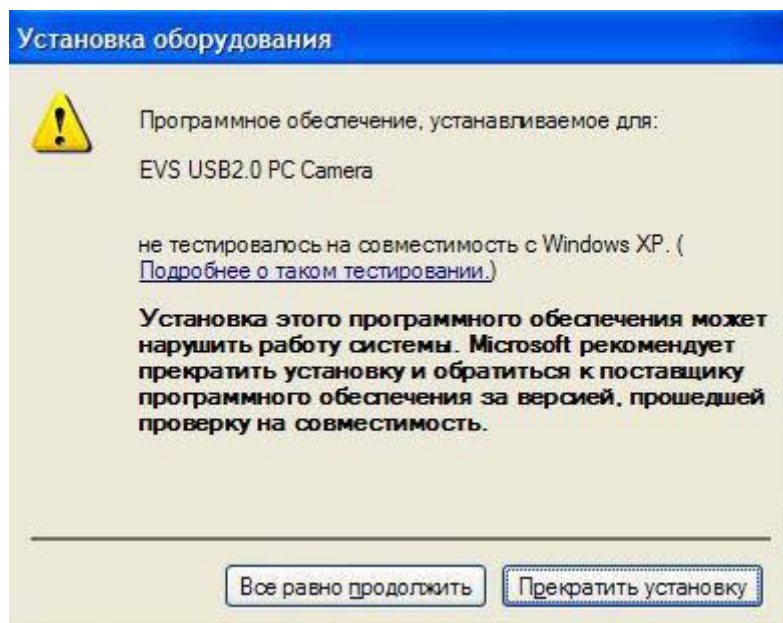 Установка оборудования
Программное обеспечение, устанавливаемое для:
EVS USB2.0 PC Camera
не тестировалось на совместимость с Windows XP. (
Подробнее о таком тестировании.)
Установка этого программного обеспечения может
нарушить работу системы. Microsoft рекомендует
прекратить установку и обратиться к поставщику
программного обеспечения за версией, прошедшей
проверку на совместимость.
Все равно продолжить
Прекратить установку